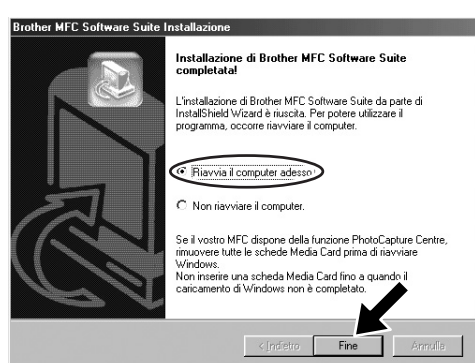 Brother MFC Software Suite Installazione
Installazione di Brother MFC Software Suite
completata!
L'installazione di Brother MFC Software Suite da parte di
InstallShield Wizard è riuscita. Per potere utilizzare il
programma, occorre riavviare il computer.
Riavvia il computer adesso
Non riavviare il computer.
Se il vostro MFC dispone della funzione PhotoCapture Centre,
rimuovere tutte le schede Media Card prima di riavviare
Windows.
Non inserire una scheda Media Card fino a quando il
caricamento di Windows non è completato.
< Indietro
Fine
Annulla